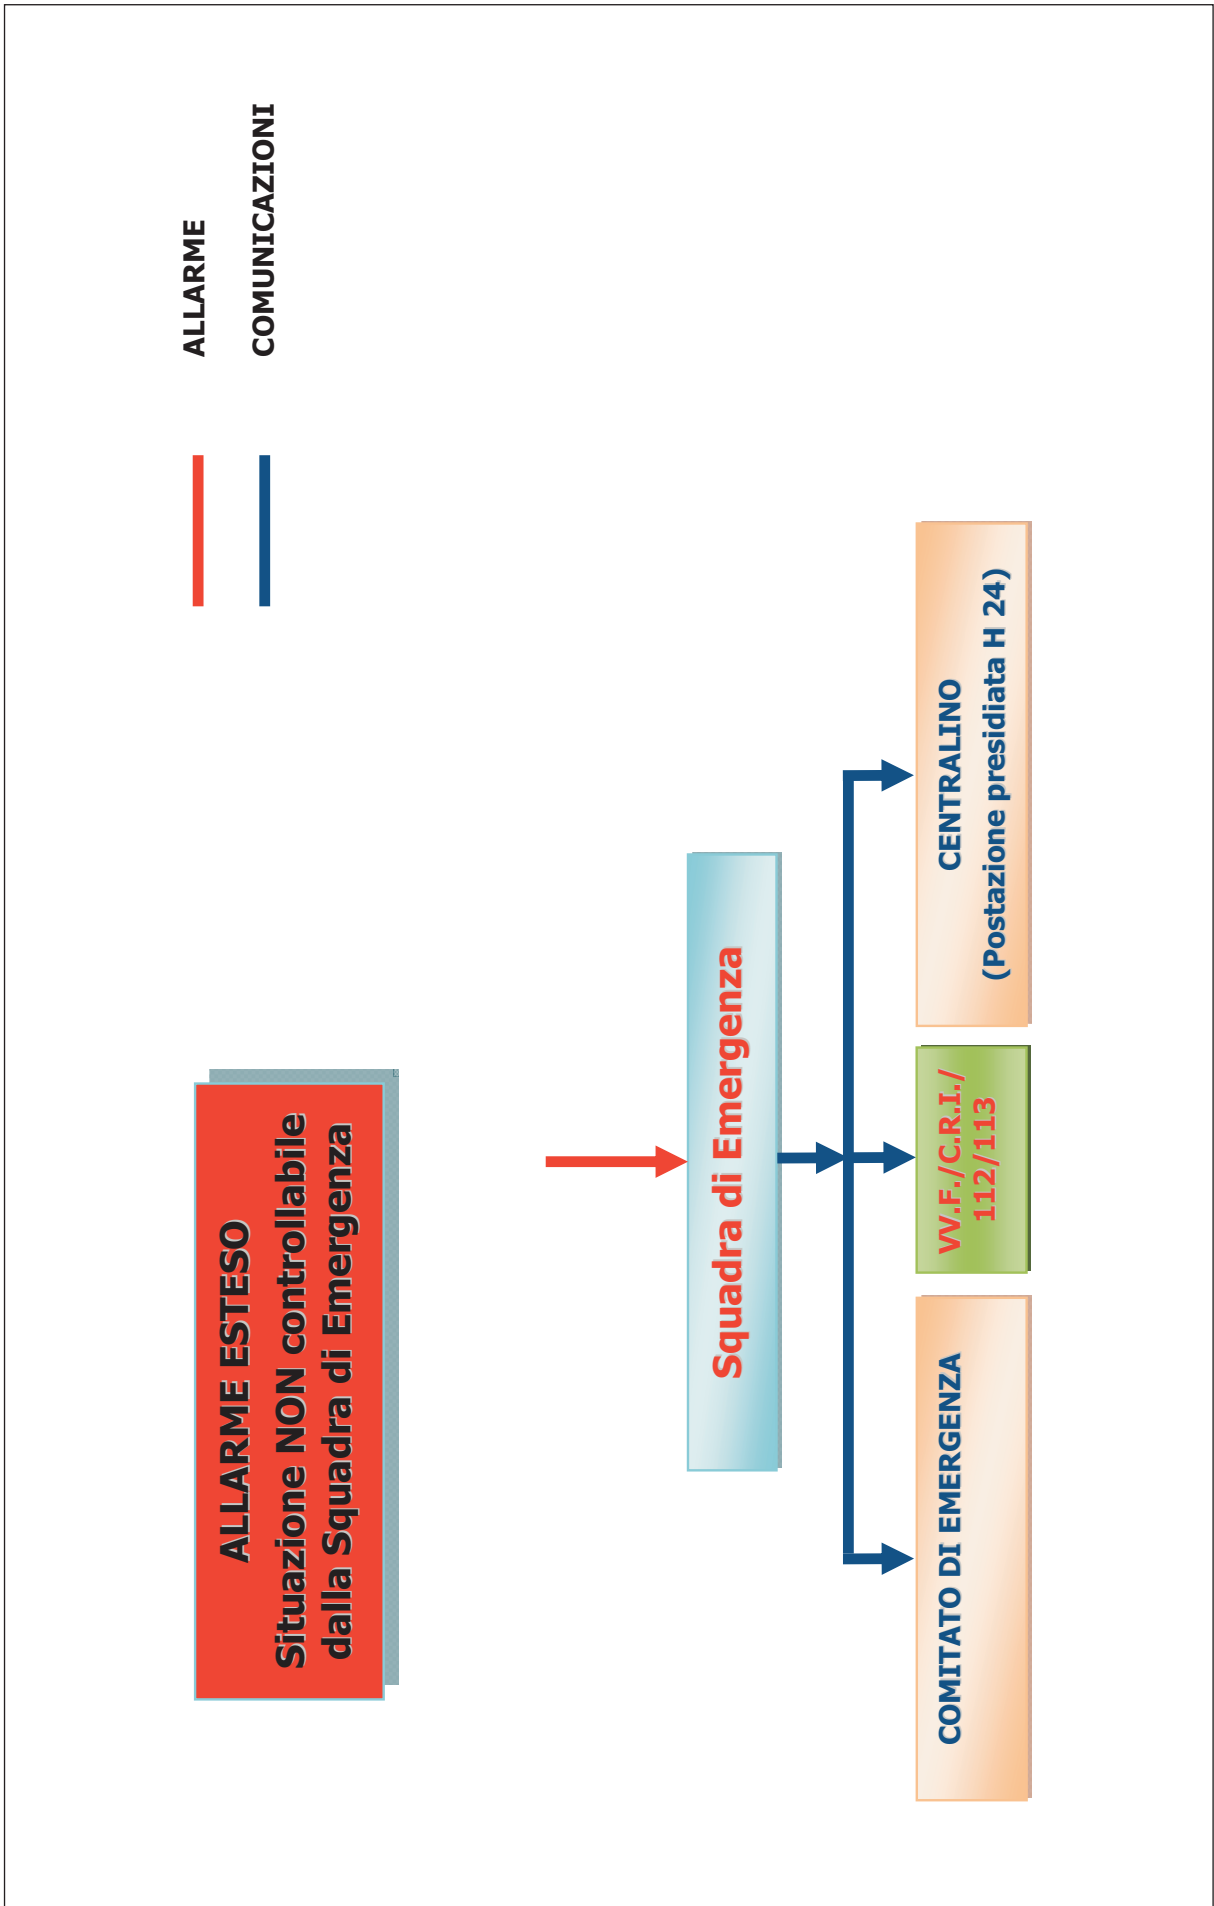 ALLARME ESTESO
Situazione NON controllabile
dalla Squadra di Emergenza
ALLARME
COMUNICAZIONI
Squadra di Emergenza
COMITATO DI EMERGENZA
VV.F./C.R.I./
112/113
CENTRALINO
(Postazione presidiata H 24)